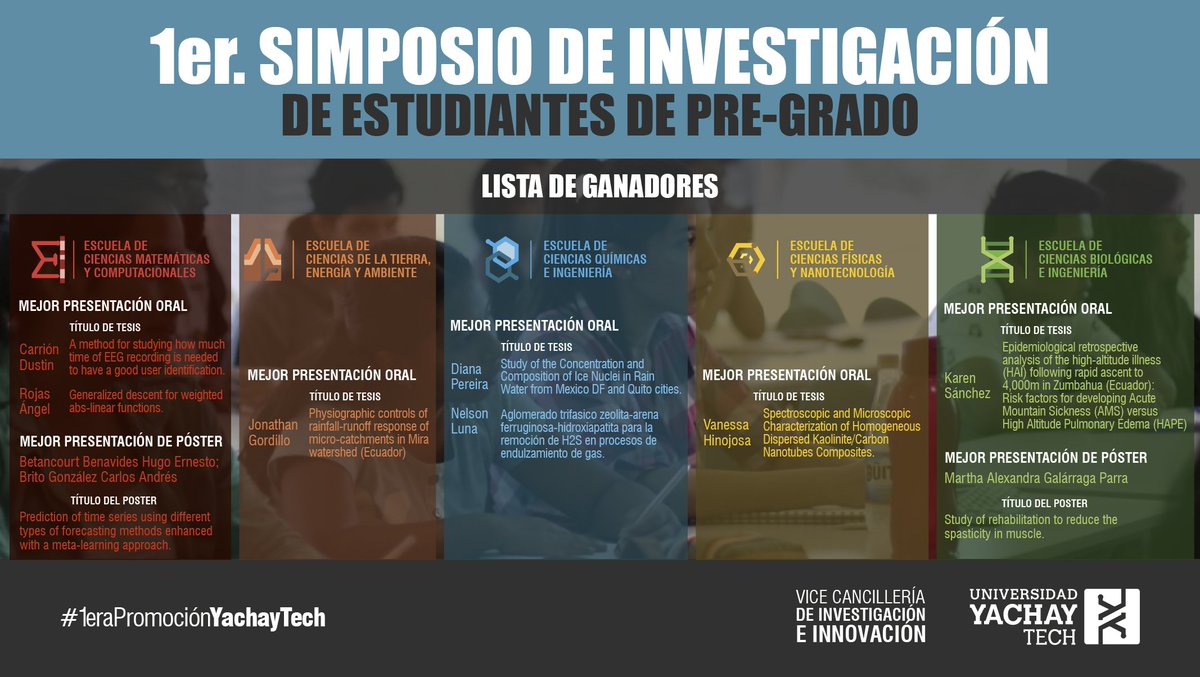 1er. SIMPOSIO DE INVESTIGACIÓN
DE ESTUDIANTES DE PRE-GRADO
LISTA DE GANADORES
ESCUELA DE
CIENCIAS MATEMÁTICAS
Y COMPUTACIONALES
MEJOR PRESENTACIÓN ORAL
TÍTULO DE TESIS
Carrión
Dustin
A method for studying how much
time of EEG recording is needed
to have a good user identification.
Rojas
Ángel
Generalized descent for weighted
abs-linear functions.
MEJOR PRESENTACIÓN DE PÓSTER
Betancourt Benavides Hugo Ernesto;
Brito González Carlos Andrés
TÍTULO DEL POSTER
Prediction of time series using different
types of forecasting methods enhanced
with a meta-learning approach.
ESCUELA DE
CIENCIAS DE LA TIERRA,
ENERGÍA Y AMBIENTE
MEJOR PRESENTACIÓN ORAL
TÍTULO DE TESIS
Jonathan
Gordillo
Physiographic controls of
rainfall-runoff response of
micro-catchments in Mira
watershed (Ecuador)
ESCUELA DE
CIENCIAS QUÍMICAS
E INGENIERÍA
MEJOR PRESENTACIÓN ORAL
TÍTULO DE TESIS
Diana
Pereira
Study of the Concentration and
Composition of Ice Nuclei in Rain
Water from Mexico DF and Quito cities.
Nelson
Luna
Aglomerado trifasico zeolita-arena
ferruginosa-hidroxiapatita para la
remoción de H2S en procesos de
endulzamiento de gas.
ESCUELA DE
CIENCIAS FÍSICAS
Y NANOTECNOLOGÍA
MEJOR PRESENTACIÓN ORAL
TÍTULO DE TESIS
Vanessa
Hinojosa
Spectroscopic and Microscopic
Characterization of Homogeneous
Dispersed Kaolinite/Carbon
Nanotubes Composites.
ESCUELA DE
CIENCIAS BIOLÓGICAS
E INGENIERÍA
MEJOR PRESENTACIÓN ORAL
TÍTULO DE TESIS
Karen
Sánchez
Epidemiological retrospective
analysis of the high-altitude illness
(HAI) following rapid ascent to
4,000m in Zumbahua (Ecuador):
Risk factors for developing Acute
Mountain Sickness (AMS) versus
High Altitude Pulmonary Edema (HAPE)
MEJOR PRESENTACIÓN DE PÓSTER
Martha Alexandra Galárraga Parra
TÍTULO DEL POSTER
Study of rehabilitation to reduce the
spasticity in muscle.
#1eraPromociónYachayTech
VICE CANCILLERÍA
DE INVESTIGACIÓN
E INNOVACIÓN
UNIVERSIDAD
YACHAY
TECH